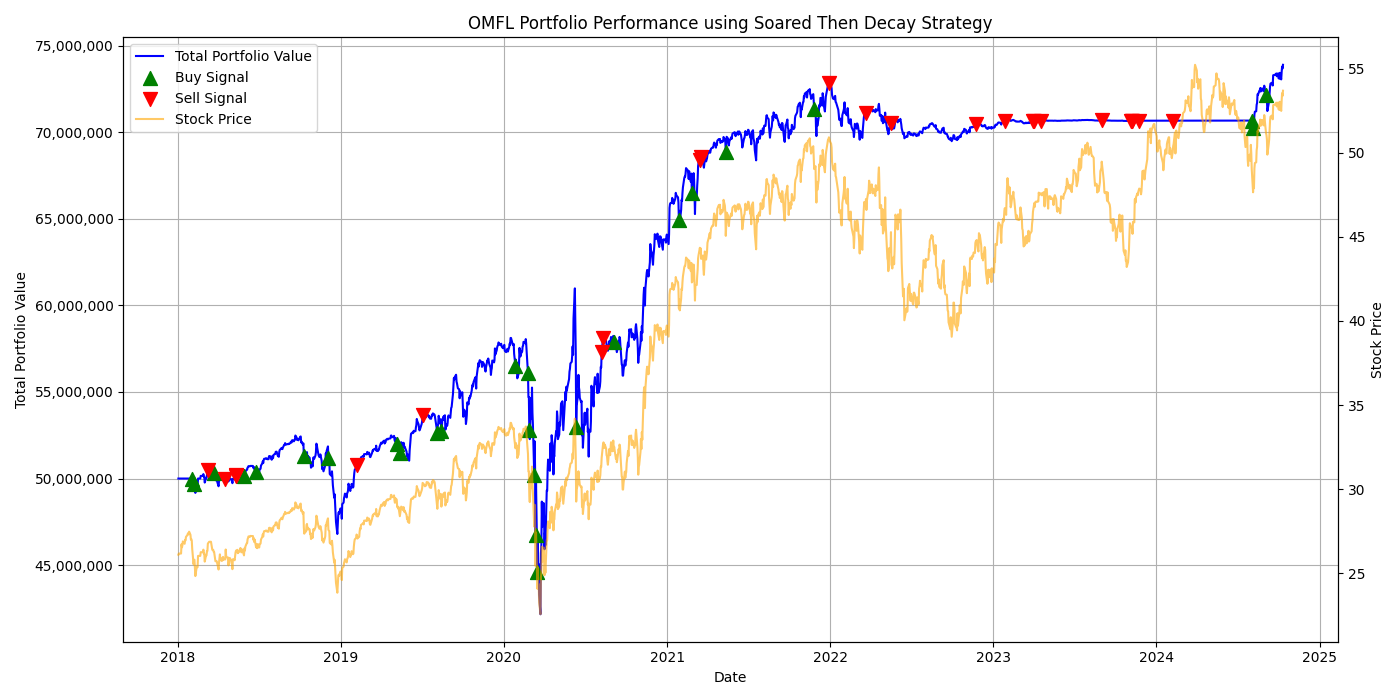 OMFL Portfolio Performance using Soared Then Decay Strategy
Total Portfolio Value
Buy Signal
Sell Signal
Stock Price
75,000,000
70,000,000
65,000,000
60,000,000
55,000,000
50,000,000
45,000,000
Total Portfolio Value
55
50
45
40
35
30
25
Stock Price
2018
2019
2020
2021
2022
2023
2024
2025
Date